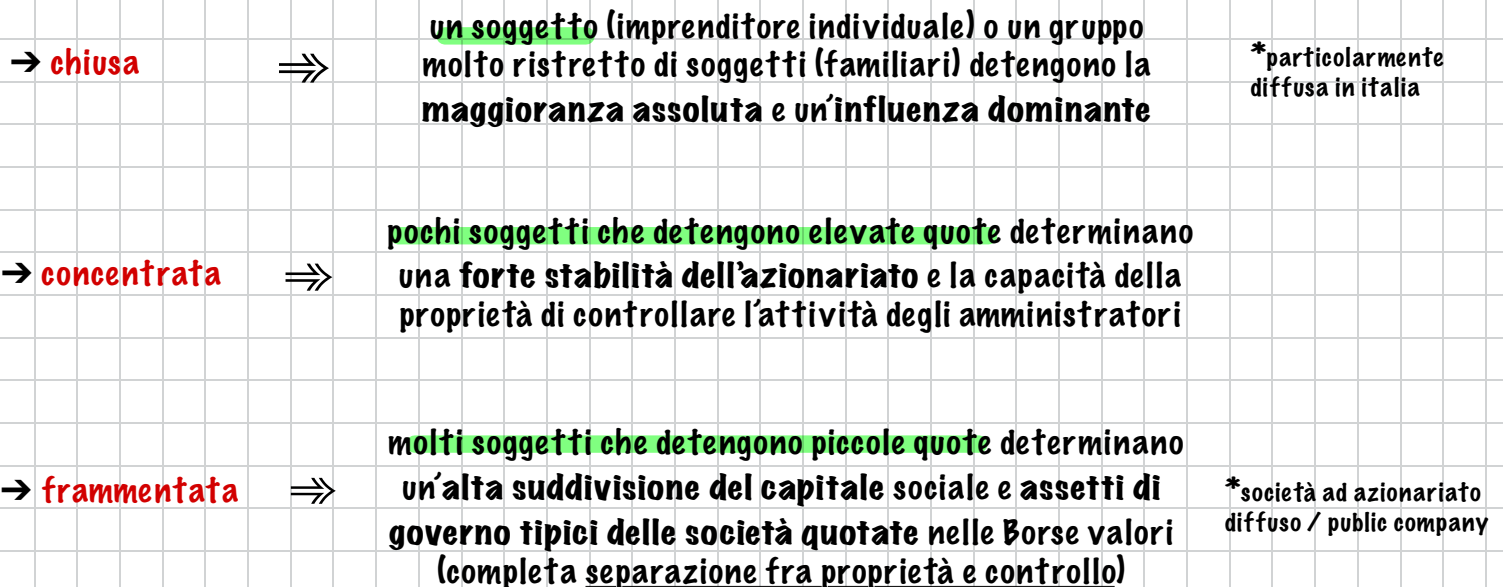 un soggetto (imprenditore individuale) o un gruppo
➔ chiusa ⇒ molto ristretto di soggetti (familiari) detengono la
maggioranza assoluta e un'influenza dominante
*particolarmente
diffusa in italia
pochi soggetti che detengono elevate quote determinano
➔ concentrata ⇒ una forte stabilità dell'azionariato e la capacità della
proprietà di controllare l'attività degli amministratori
molti soggetti che detengono piccole quote determinano
➔ frammentata ⇒ un'alta suddivisione del capitale sociale e assetti di
governo tipici delle società quotate nelle Borse valori
(completa separazione fra proprietà e controllo)
*società ad azionariato
diffuso / public company